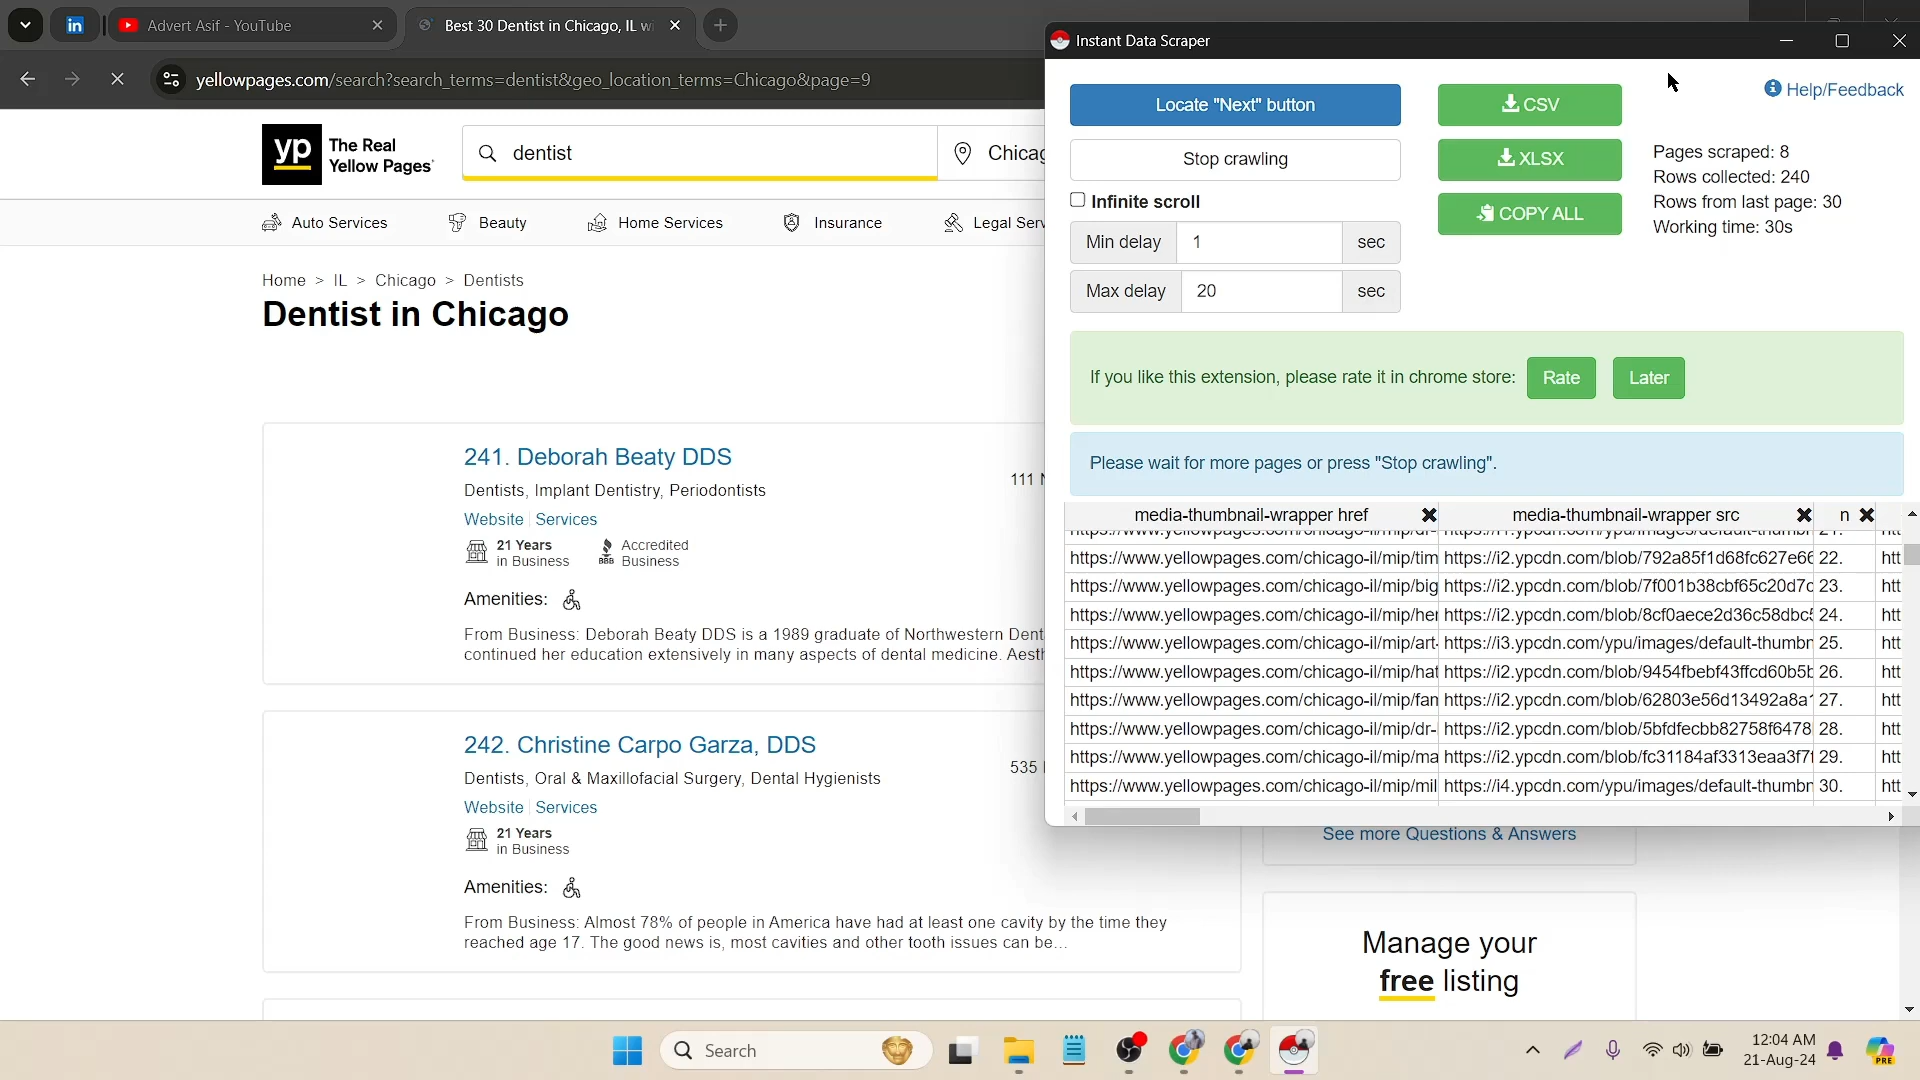 in
Advert Asif - YouTube
Best 30 Dentist in Chicago, IL wi
yellowpages.com/search?search_terms=dentist&geo_location_terms=Chicago&page=9
yp
The Real
Yellow Pages
dentist
Chicag
Auto Services
Beauty
Home Services
Insurance
Legal Serv
Home > IL > Chicago > Dentists
Dentist in Chicago
241. Deborah Beaty DDS
111 N
Dentists, Implant Dentistry, Periodontists
Website Services
21 Years
in Business
BBB
Accredited
Business
Amenities:
From Business: Deborah Beaty DDS is a 1989 graduate of Northwestern Dent
continued her education extensively in many aspects of dental medicine. Aesth
242. Christine Carpo Garza, DDS
535
Dentists, Oral & Maxillofacial Surgery, Dental Hygienists
Website Services
21 Years
in Business
Amenities:
From Business: Almost 78% of people in America have had at least one cavity by the time they
reached age 17. The good news is, most cavities and other tooth issues can be...
Instant Data Scraper
Locate "Next" button
Stop crawling
Infinite scroll
Min delay 1 sec
Max delay 20 sec
CSV
XLSX
COPY ALL
Help/Feedback
Pages scraped: 8
Rows collected: 240
Rows from last page: 30
Working time: 30s
If you like this extension, please rate it in chrome store: Rate Later
Please wait for more pages or press "Stop crawling".
media-thumbnail-wrapper href media-thumbnail-wrapper src n
https://www.yellowpages.com/chicago-il/mip/tim https://i2.ypcdn.com/blob/792a85f1d68fc627e66 22. htt
https://www.yellowpages.com/chicago-il/mip/big https://i2.ypcdn.com/blob/7f001b38cbf65c20d7c 23. htt
https://www.yellowpages.com/chicago-il/mip/her https://i2.ypcdn.com/blob/8cf0aece2d36c58dbc5 24. htt
https://www.yellowpages.com/chicago-il/mip/art- https://i3.ypcdn.com/ypu/images/default-thumbn 25. htt
https://www.yellowpages.com/chicago-il/mip/hat https://i2.ypcdn.com/blob/9454fbebf43ffcd60b5b 26. htt
https://www.yellowpages.com/chicago-il/mip/fan https://i2.ypcdn.com/blob/62803e56d13492a8a1 27. htt
https://www.yellowpages.com/chicago-il/mip/dr- https://i2.ypcdn.com/blob/5bfdfecbb82758f6478 28. htt
https://www.yellowpages.com/chicago-il/mip/ma https://i2.ypcdn.com/blob/fc31184af3313eaa3f7f 29. htt
https://www.yellowpages.com/chicago-il/mip/mil https://i4.ypcdn.com/ypu/images/default-thumbn 30. htt
See more Questions & Answers
Manage your
free listing
Search
12:04 AM
21-Aug-24
PRE